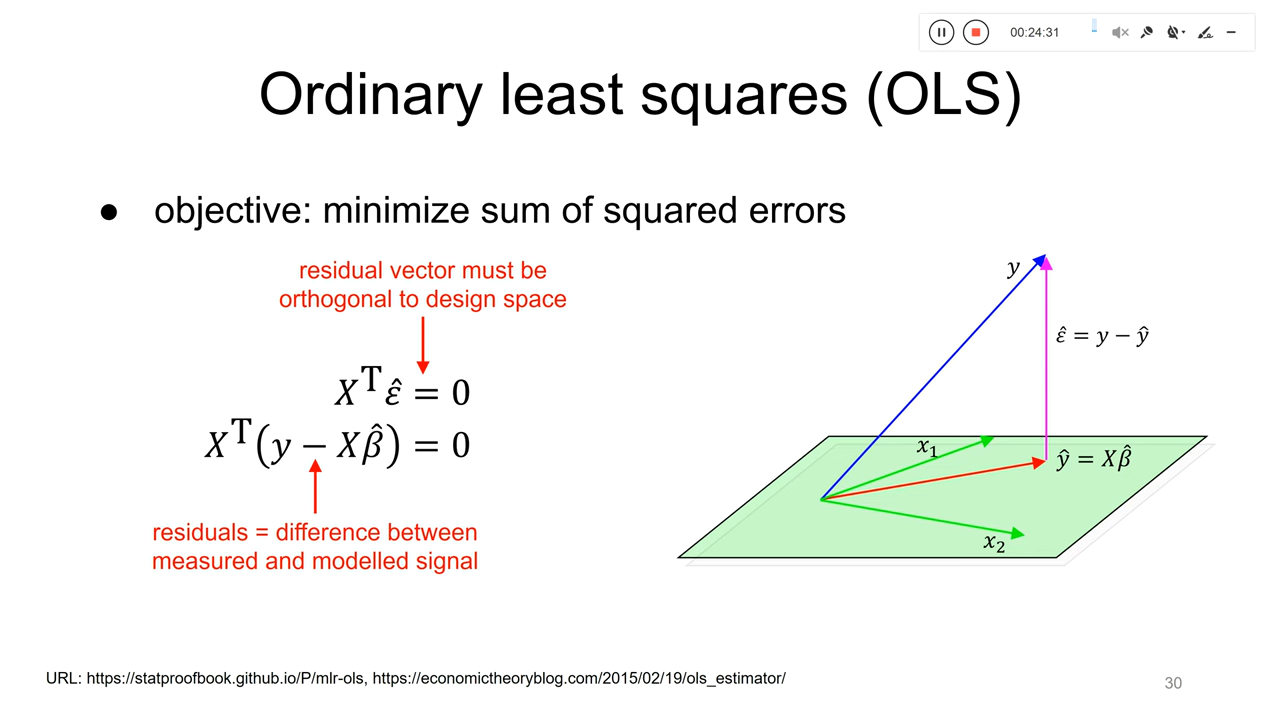 00:24:31
Ordinary least squares (OLS)
● objective: minimize sum of squared errors
residual vector must be
orthogonal to design space
Xᵀε̂ = 0
Xᵀ(y − Xβ̂) = 0
residuals = difference between
measured and modelled signal
y
ε̂ = y − ŷ
x₁
ŷ = Xβ̂
x₂
URL: https://statproofbook.github.io/P/mlr-ols, https://economictheoryblog.com/2015/02/19/ols_estimator/
30